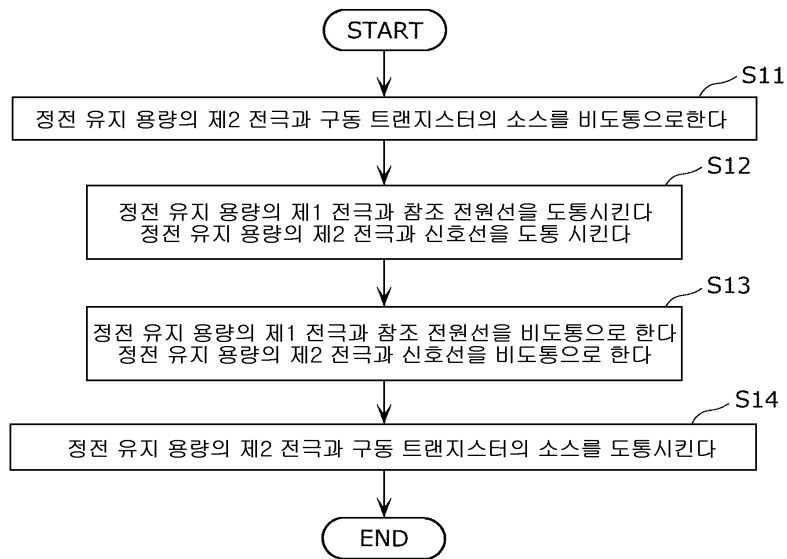 START
S11
정전 유지 용량의 제2 전극과 구동 트랜지스터의 소스를 비도통으로한다
S12
정전 유지 용량의 제1 전극과 참조 전원선을 도통시킨다
정전 유지 용량의 제2 전극과 신호선을 도통 시킨다
S13
정전 유지 용량의 제1 전극과 참조 전원선을 비도통으로 한다
정전 유지 용량의 제2 전극과 신호선을 비도통으로 한다
S14
정전 유지 용량의 제2 전극과 구동 트랜지스터의 소스를 도통시킨다
END